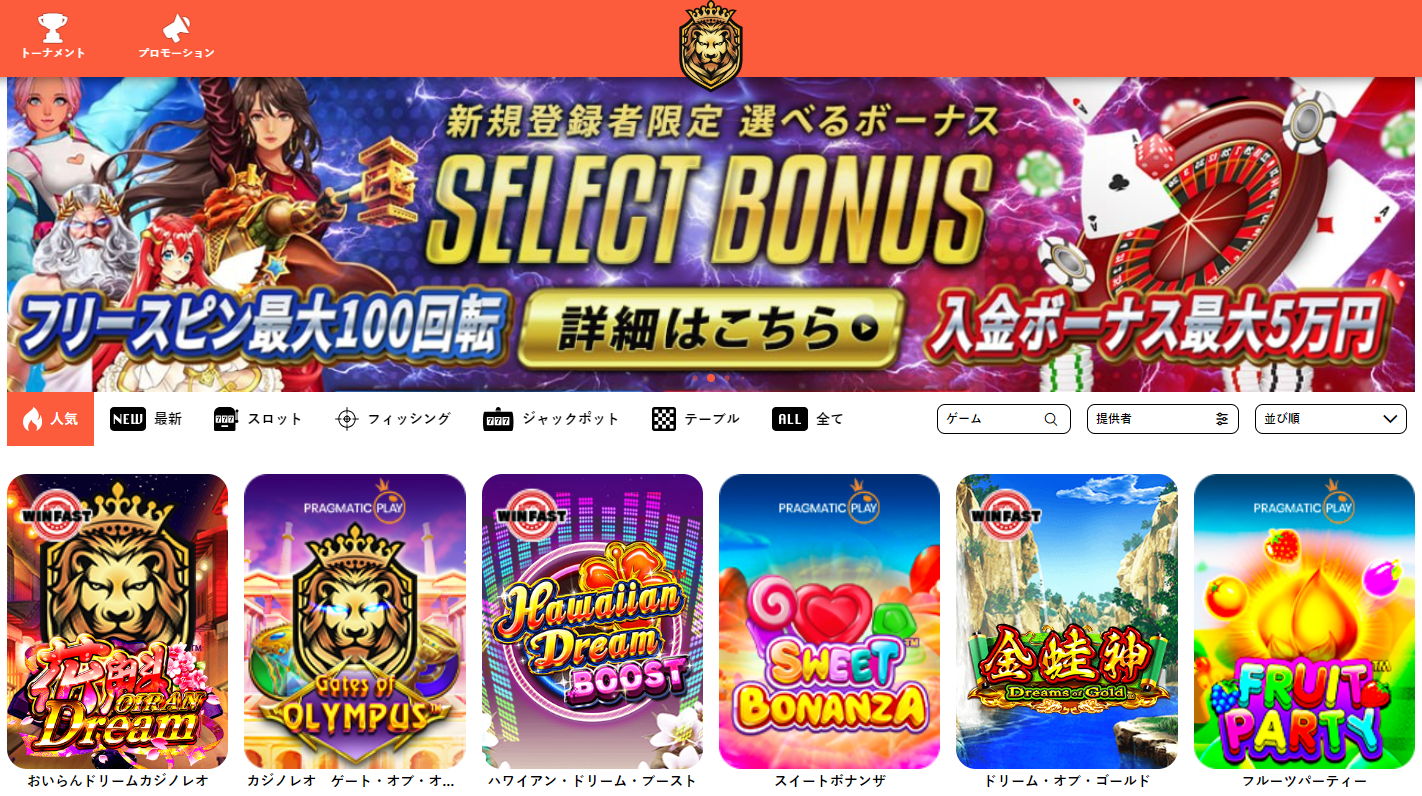 トーナメント
プロモーション
新規登録者限定 選べるボーナス
SELECT BONUS
フリースピン最大100回転
詳細はこちら
入金ボーナス最大5万円
人気
NEW 最新
777 スロット
フィッシング
777 ジャックポット
テーブル
ALL 全て
ゲーム
提供者
並び順
WINFAST
花魁
OIRAN
Dream
TM
おいらんドリームカジノレオ
PRAGMATIC PLAY
Gates of
OLYMPUS
カジノレオ ゲート・オブ・オ...
WINFAST
Hawaiian
Dream
BOOST
ハワイアン・ドリーム・ブースト
PRAGMATIC PLAY
SWEET TM
BONANZA
スイートボナンザ
WINFAST
金蛙神
Dreams of Gold
ドリーム・オブ・ゴールド
PRAGMATIC PLAY
FRUIT TM
PARTY
フルーツパーティー